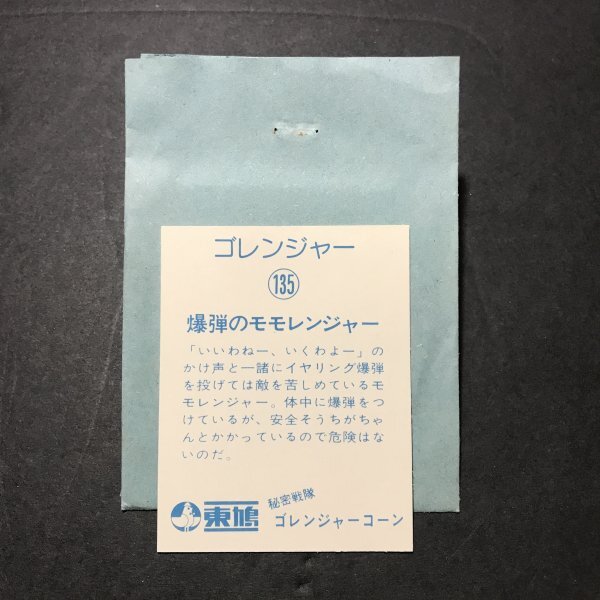 ゴレンジャー
135
爆弾のモモレンジャー
「いいわねー、いくわよー」の
かけ声と一諸にイヤリング爆弾
を投げては敵を苦しめているモ
モレンジャー。体中に爆弾をつ
けているが、安全そうちがちゃ
んとかかっているので危険はな
いのだ。
東鳩
秘密戦隊
ゴレンジャーコーン